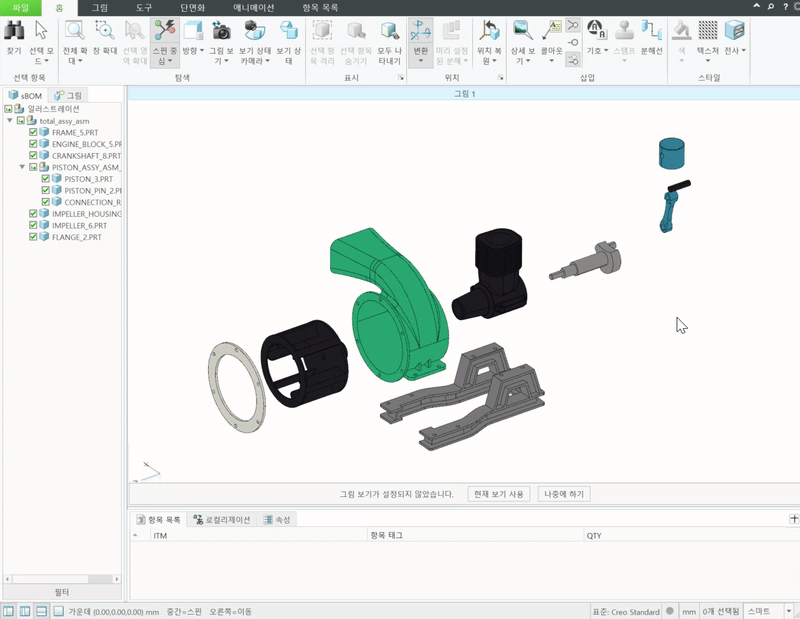 파일 홈 그림 도구 단면화 애니메이션 항목 목록
찾기 선택 모드 전체 확대 창 확대 선택 영역 확대 스핀 중심 방향 그림 보기 보기 상태 카메라 보기 상태 선택 항목 격리 선택 항목 숨기기 모두 나타내기 변환 미리 설정된 분해 위치 복원 상세 보기 콜아웃 기호 스탬프 분해선 색 텍스쳐 전사
선택 항목 탐색 표시 위치 삽입 스타일
sBOM 그림
그림 1
일러스트레이션
total_assy_asm
FRAME_5.PRT
ENGINE_BLOCK_5.PF
CRANKSHAFT_8.PRT
PISTON_ASSY_ASM_
PISTON_3.PRT
PISTON_PIN_2.PI
CONNECTION_R
IMPELLER_HOUSING
IMPELLER_6.PRT
FLANGE_2.PRT
그림 보기가 설정되지 않았습니다. 현재 보기 사용 나중에 하기
항목 목록 로컬리제이션 속성
ITM 항목 태그 QTY
필터
가운데 (0.00,0.00,0.00) mm 중간=스핀 오른쪽=이동 표준: Creo Standard mm 0개 선택됨 스마트